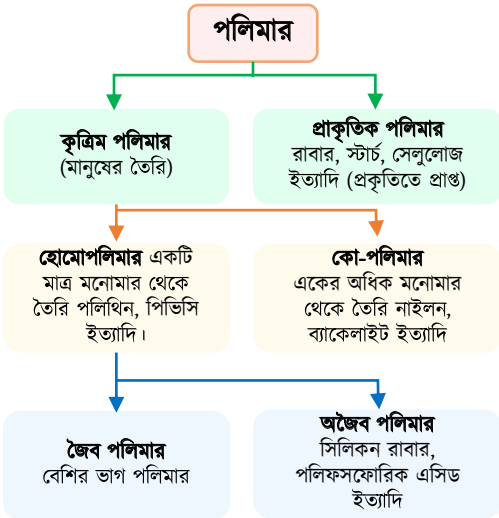 পলিমার
কৃত্রিম পলিমার
(মানুষের তৈরি)
প্রাকৃতিক পলিমার
রাবার, স্টার্চ, সেলুলোজ
ইত্যাদি (প্রকৃতিতে প্রাপ্ত)
হোমোপলিমার একটি
মাত্র মনোমার থেকে
তৈরি পলিথিন, পিভিসি
ইত্যাদি।
কো-পলিমার
একের অধিক মনোমার
থেকে তৈরি নাইলন,
ব্যাকেলাইট ইত্যাদি
জৈব পলিমার
বেশির ভাগ পলিমার
অজৈব পলিমার
সিলিকন রাবার,
পলিফসফোরিক এসিড
ইত্যাদি